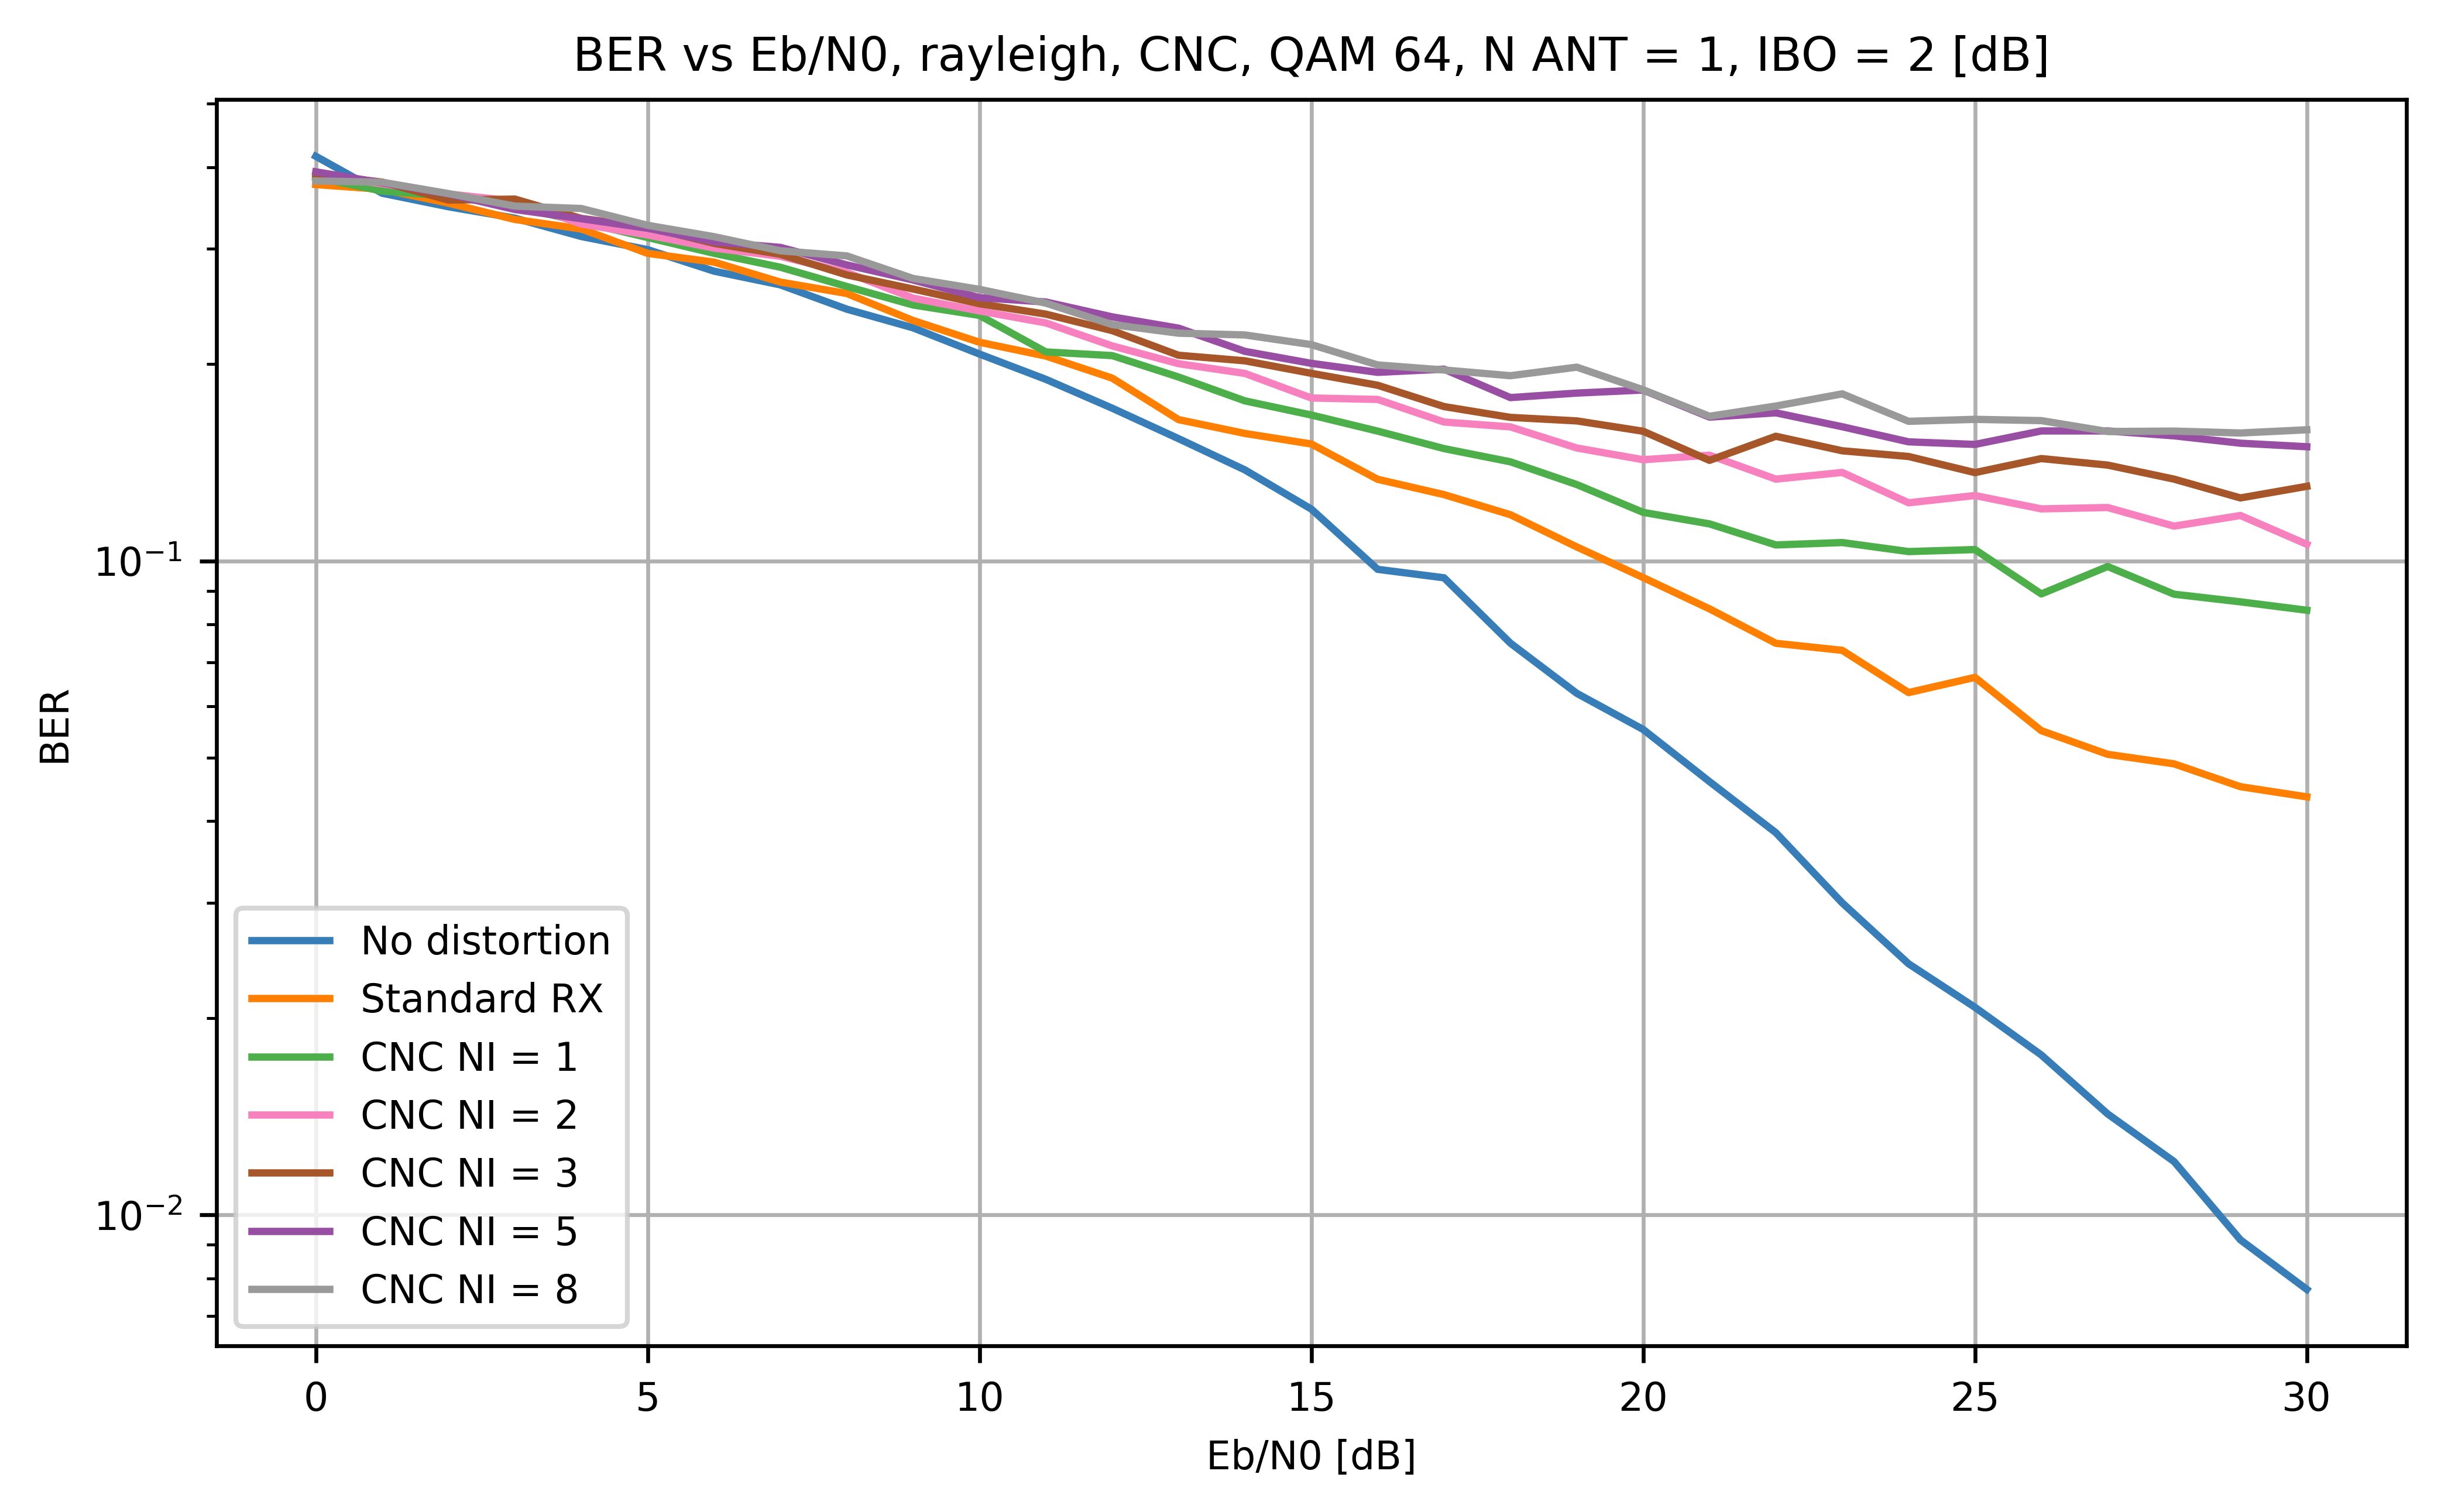 BER vs Eb/N0, rayleigh, CNC, QAM 64, N ANT = 1, IBO = 2 [dB]
BER
10⁻¹
10⁻²
No distortion
Standard RX
CNC NI = 1
CNC NI = 2
CNC NI = 3
CNC NI = 5
CNC NI = 8
0 5 10 15 20 25 30
Eb/N0 [dB]